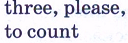 three, please,
to count